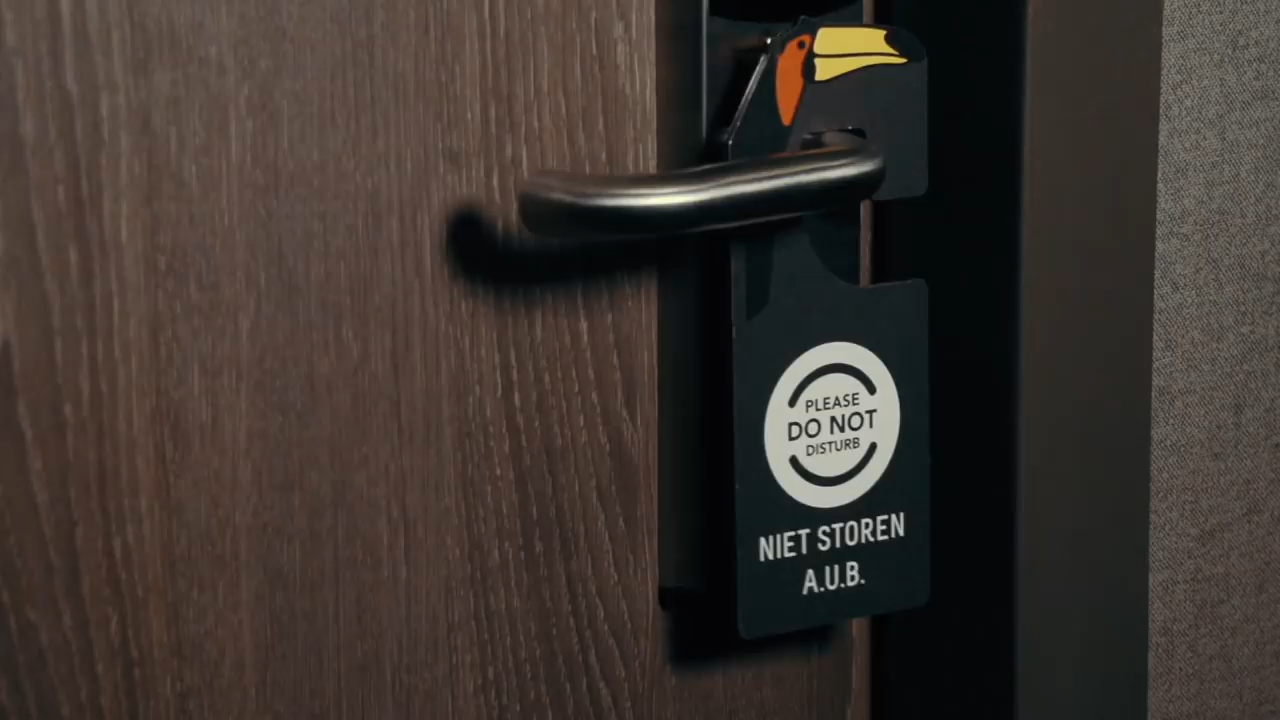 PLEASE
DO NOT
DISTURB
NIET STOREN
A.U.B.